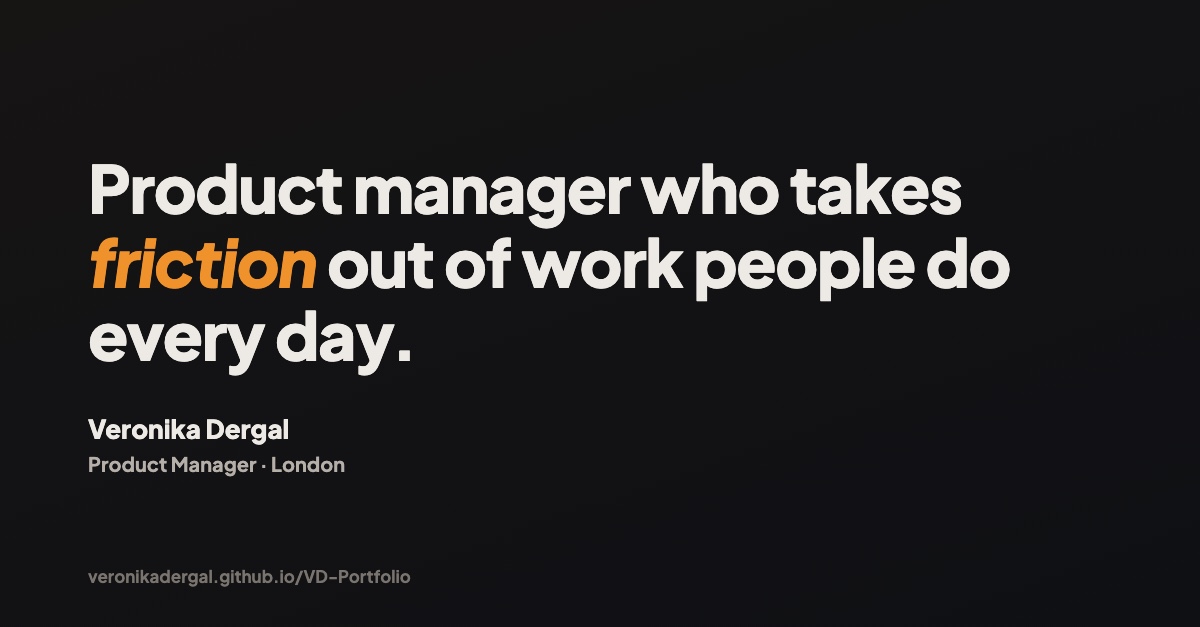 Product manager who takes
friction out of work people do
every day.
Veronika Dergal
Product Manager · London
veronikadergal.github.io/VD-Portfolio